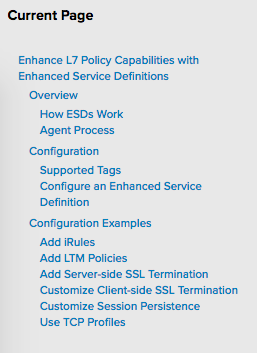 Current Page
Enhance L7 Policy Capabilities with
Enhanced Service Definitions
Overview
How ESDs Work
Agent Process
Configuration
Supported Tags
Configure an Enhanced Service
Definition
Configuration Examples
Add iRules
Add LTM Policies
Add Server-side SSL Termination
Customize Client-side SSL Termination
Customize Session Persistence
Use TCP Profiles